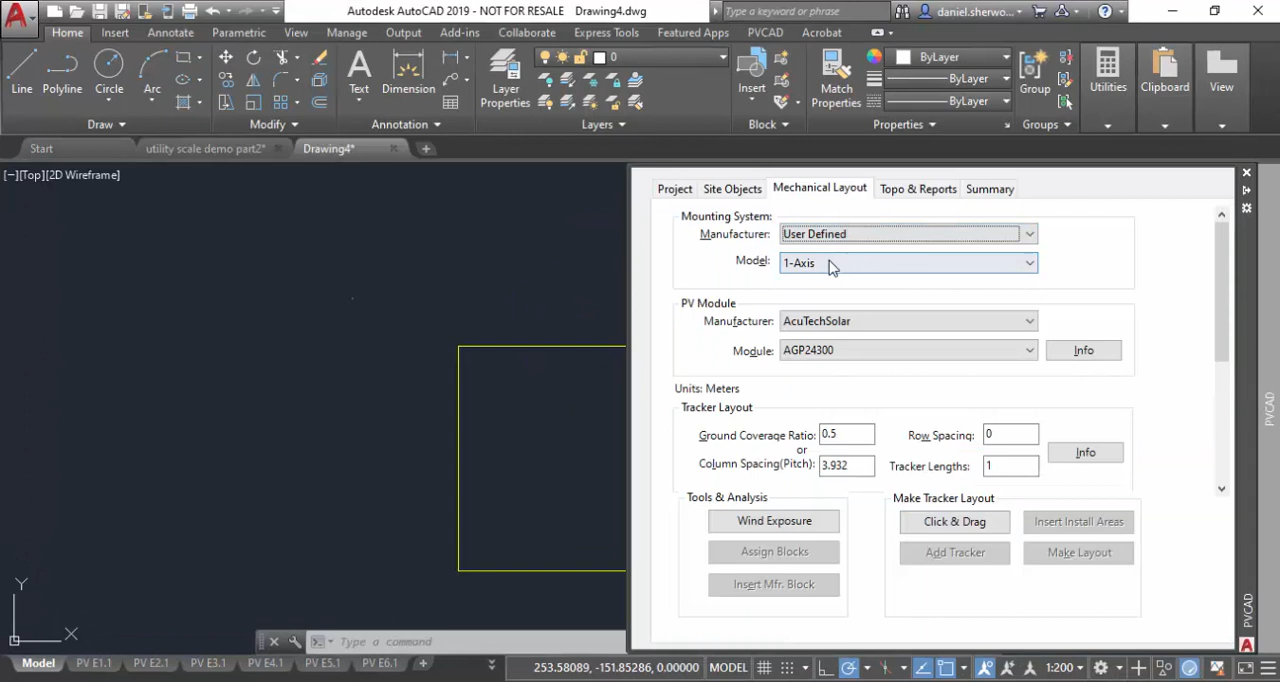 Autodesk AutoCAD 2019 - NOT FOR RESALE Drawing4.dwg
Type a keyword or phrase
daniel.sherwo...
Home Insert Annotate Parametric View Manage Output Add-ins Collaborate Express Tools Featured Apps PVCAD Acrobat
0
ByLayer
ByLayer
ByLayer
Line Polyline Circle Arc Text Dimension Layer Properties Insert Match Properties Group Utilities Clipboard View
Draw Modify Annotation Layers Block Properties Groups
Start utility scale demo part2* Drawing4*
[−][Top][2D Wireframe]
Project Site Objects Mechanical Layout Topo & Reports Summary
Mounting System:
Manufacturer: User Defined
Model: 1-Axis
PV Module
Manufacturer: AcuTechSolar
Module: AGP24300 Info
Units: Meters
Tracker Layout
Ground Coverage Ratio: 0.5 Row Spacing: 0
or
Info
Column Spacing(Pitch): 3.932 Tracker Lengths: 1
Tools & Analysis Make Tracker Layout
Wind Exposure Click & Drag Insert Install Areas
Assign Blocks Add Tracker Make Layout
Insert Mfr. Block
PVCAD
PVCAD
Y
X
Type a command
Model PV E1.1 PV E2.1 PV E3.1 PV E4.1 PV E5.1 PV E6.1
253.58089, -151.85286, 0.00000 MODEL 1:200